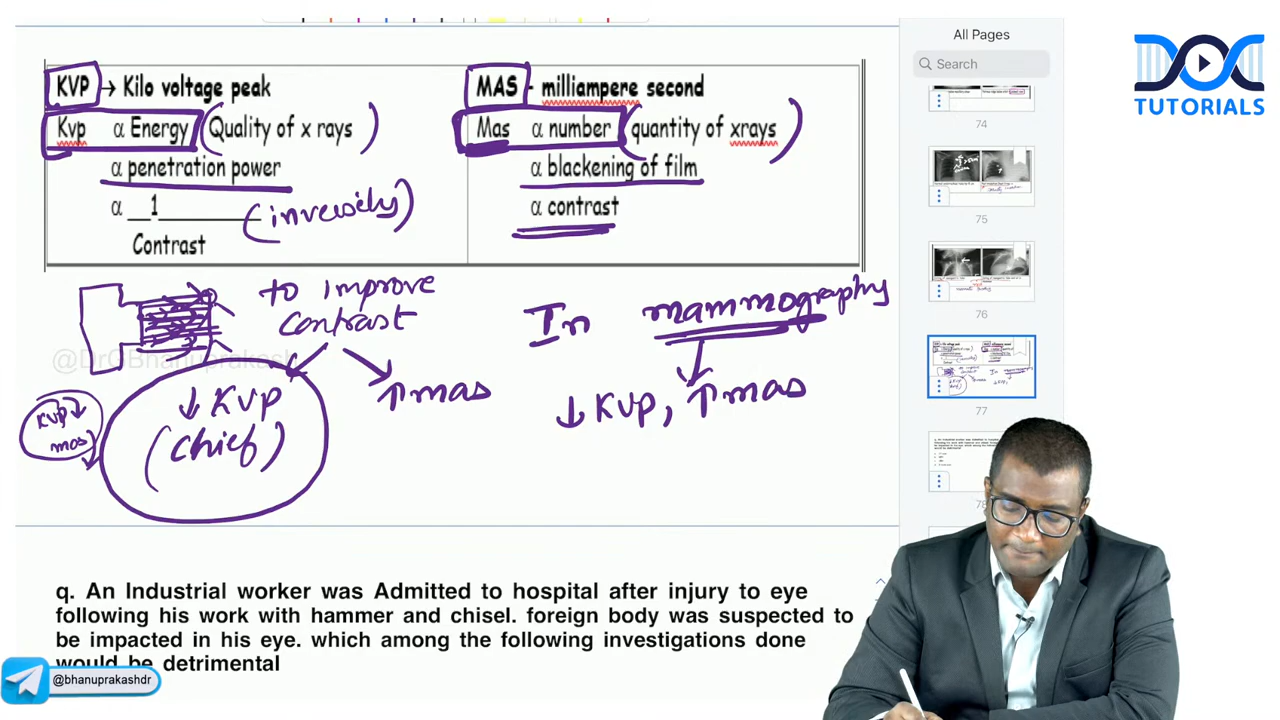 KVP → Kilo voltage peak
Kvp α Energy (Quality of x rays)
α penetration power
α __1________ (inversily)
Contrast
MAS - milliampere second
Mas α number (quantity of xrays)
α blackening of film
α contrast
to improve
contrast
↓ KVP
(chief)
↑ mas
KVP ↓
mas ↓
In mammography
↓ KVP, ↑ mas
@DrGBhanuprakash
q. An Industrial worker was Admitted to hospital after injury to eye
following his work with hammer and chisel. foreign body was suspected to
be impacted in his eye. which among the following investigations done
would be detrimental
@bhanuprakashdr
All Pages
Search
74
75
76
77
78
DOC
TUTORIALS